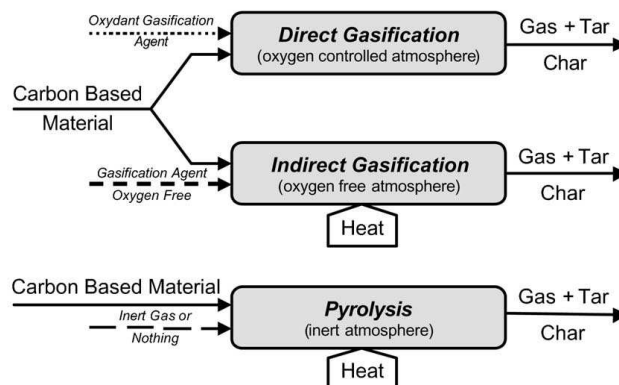 Oxydant Gasification
Agent
Direct Gasification
(oxygen controlled atmosphere)
Gas + Tar
Char
Carbon Based
Material
Gasification Agent
Oxygen Free
Indirect Gasification
(oxygen free atmosphere)
Gas + Tar
Char
Heat
Carbon Based Material
Inert Gas or
Nothing
Pyrolysis
(inert atmosphere)
Gas + Tar
Char
Heat